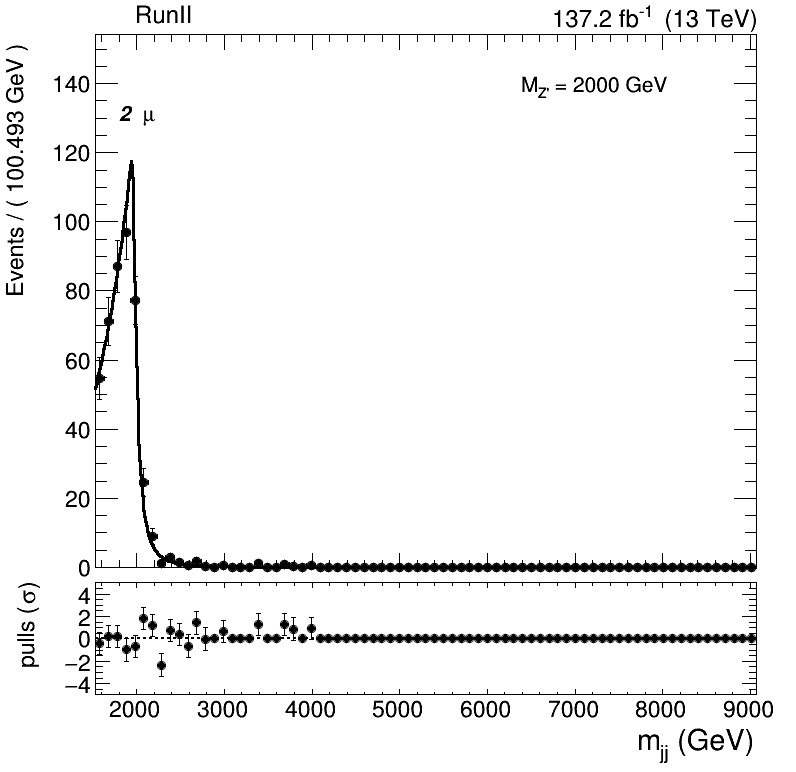 RunII
137.2 fb⁻¹ (13 TeV)
Events / ( 100.493 GeV )
140
120
100
80
60
40
20
0
2 μ
M_Z' = 2000 GeV
pulls (σ)
4
2
0
−2
−4
2000 3000 4000 5000 6000 7000 8000 9000
m_jj (GeV)